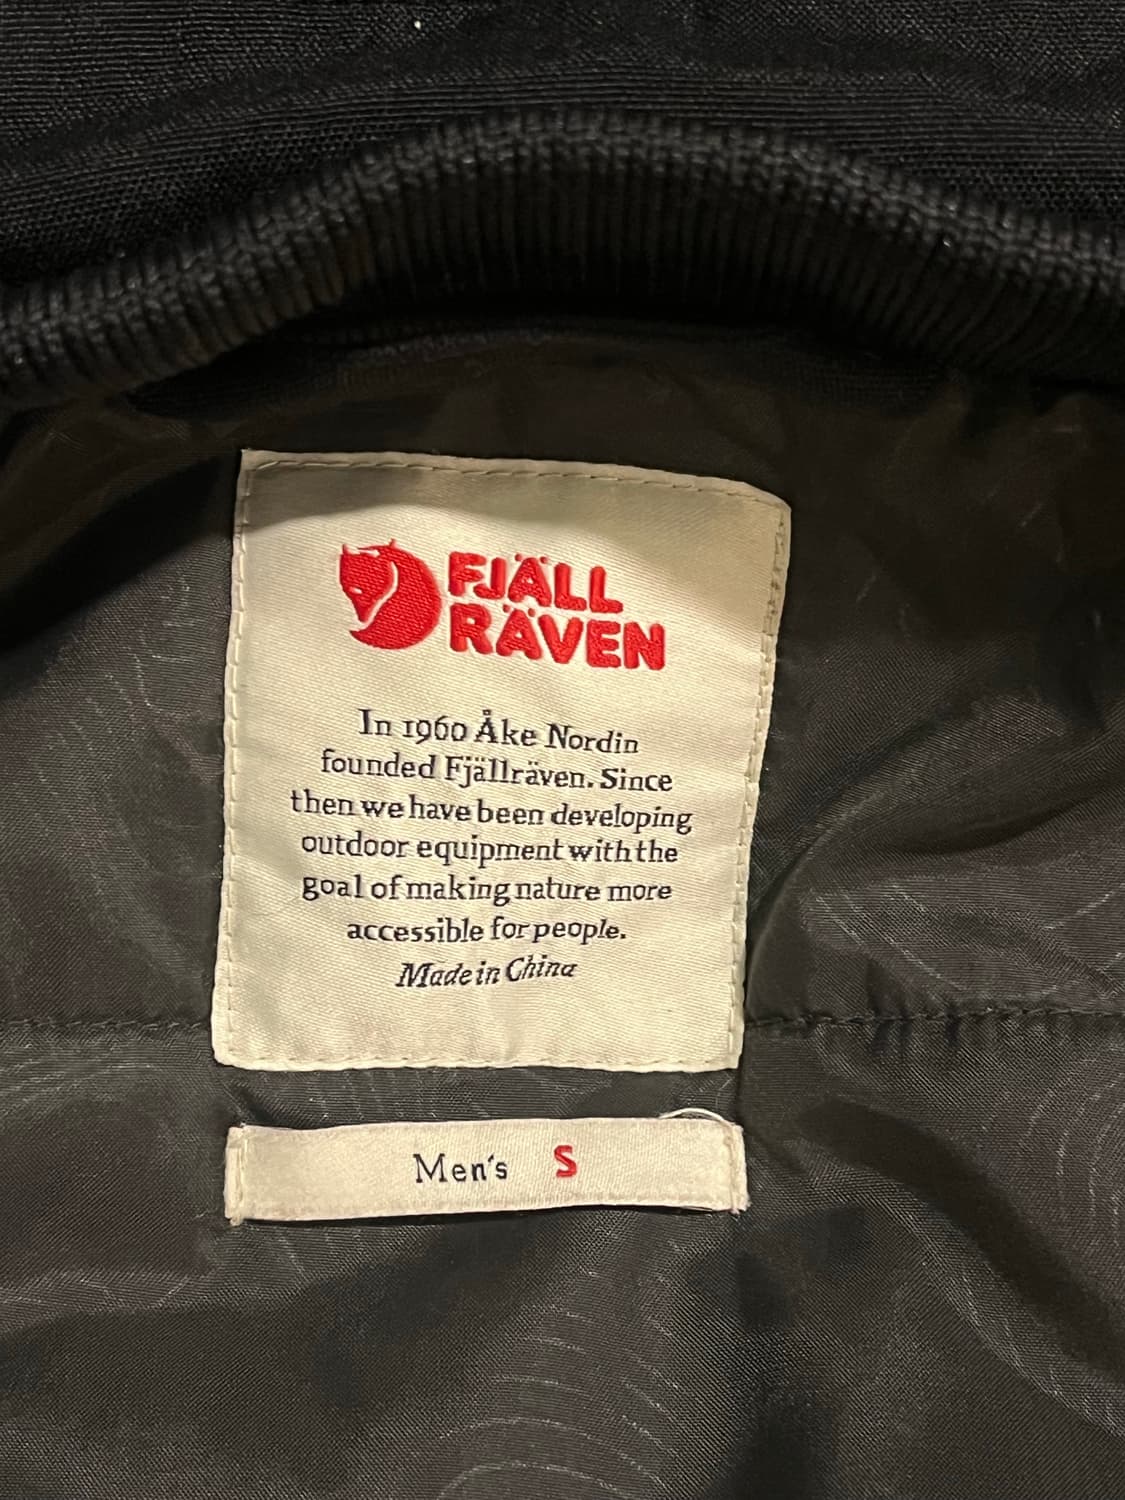 FJÄLL
RÄVEN
In 1960 Åke Nordin
founded Fjällräven. Since
then we have been developing
outdoor equipment with the
goal of making nature more
accessible for people.
Made in China
Men's S